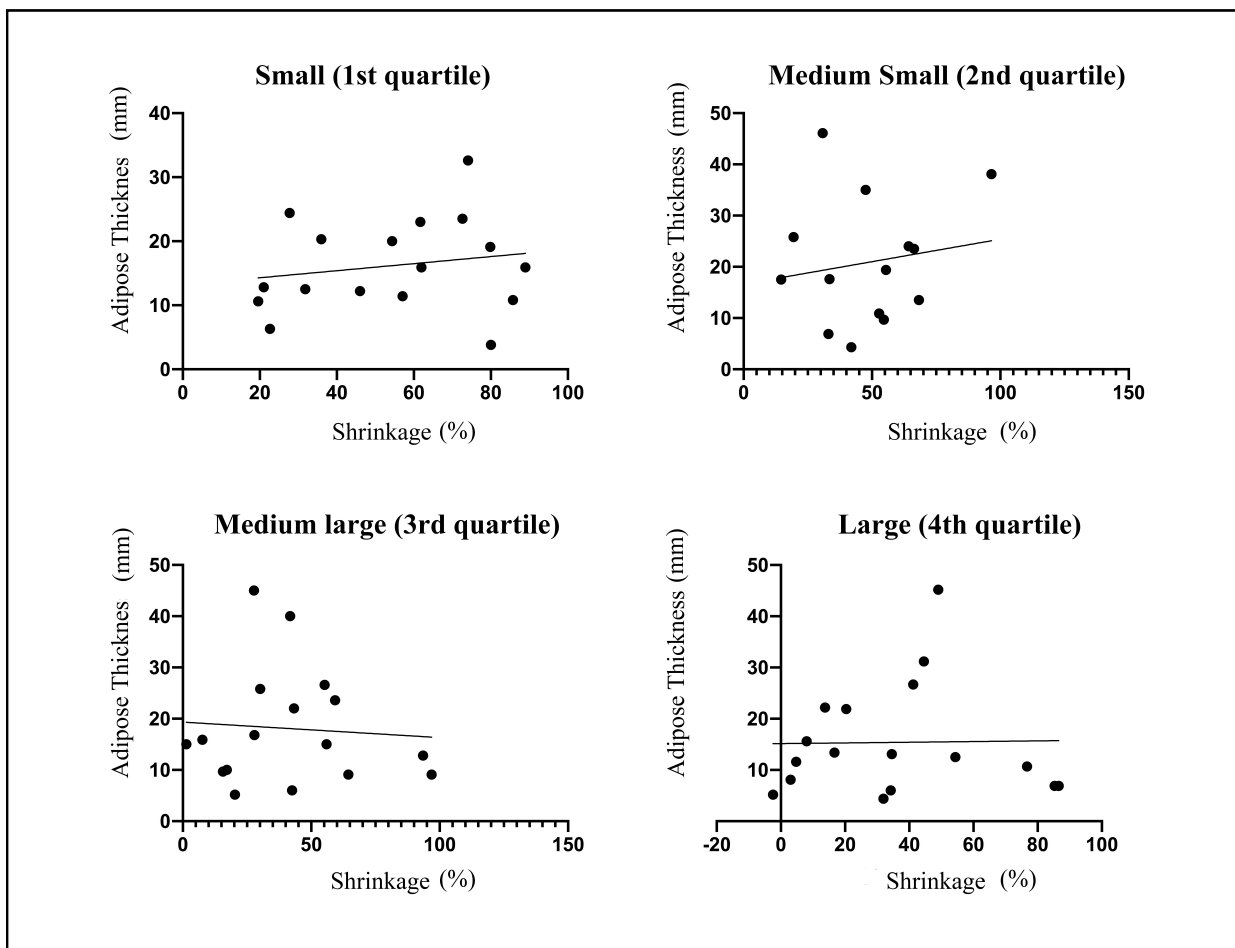 Small (1st quartile)
Adipose Thicknes (mm)
40
30
20
10
0
0 20 40 60 80 100
Shrinkage (%)
Medium Small (2nd quartile)
Adipose Thickness (mm)
50
40
30
20
10
0
0 50 100 150
Shrinkage (%)
Medium large (3rd quartile)
Adipose Thicknes (mm)
50
40
30
20
10
0
0 50 100 150
Shrinkage (%)
Large (4th quartile)
Adipose Thickness (mm)
50
40
30
20
10
-20 0 20 40 60 80 100
Shrinkage (%)